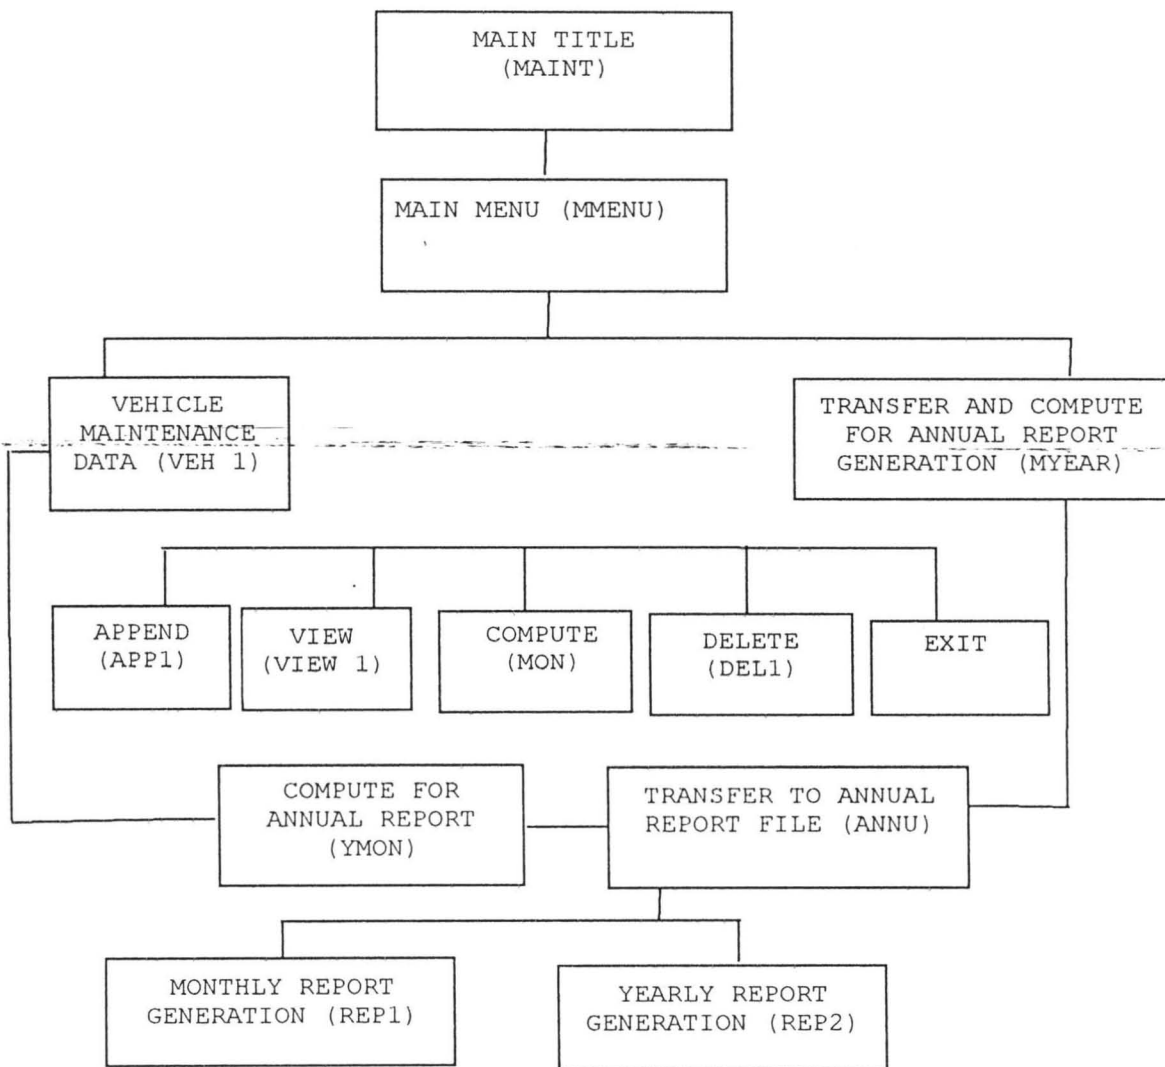 MAIN TITLE
(MAINT)
MAIN MENU (MMENU)
VEHICLE
MAINTENANCE
DATA (VEH 1)
TRANSFER AND COMPUTE
FOR ANNUAL REPORT
GENERATION (MYEAR)
APPEND
(APP1)
VIEW
(VIEW 1)
COMPUTE
(MON)
DELETE
(DEL1)
EXIT
COMPUTE FOR
ANNUAL REPORT
(YMON)
TRANSFER TO ANNUAL
REPORT FILE (ANNU)
MONTHLY REPORT
GENERATION (REP1)
YEARLY REPORT
GENERATION (REP2)